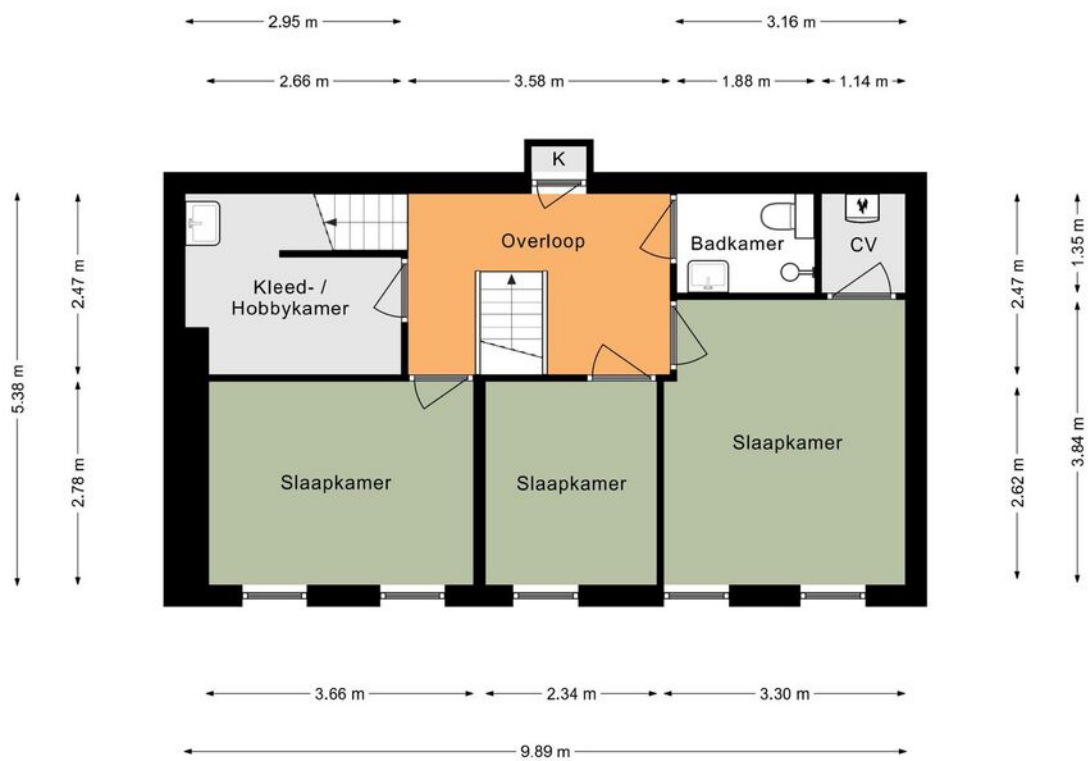 2.95 m
3.16 m
2.66 m
3.58 m
1.88 m
1.14 m
K
Overloop
Badkamer
CV
Kleed- /
Hobbykamer
2.47 m
5.38 m
2.78 m
2.47 m
1.35 m
2.62 m
3.84 m
Slaapkamer
Slaapkamer
Slaapkamer
3.66 m
2.34 m
3.30 m
9.89 m